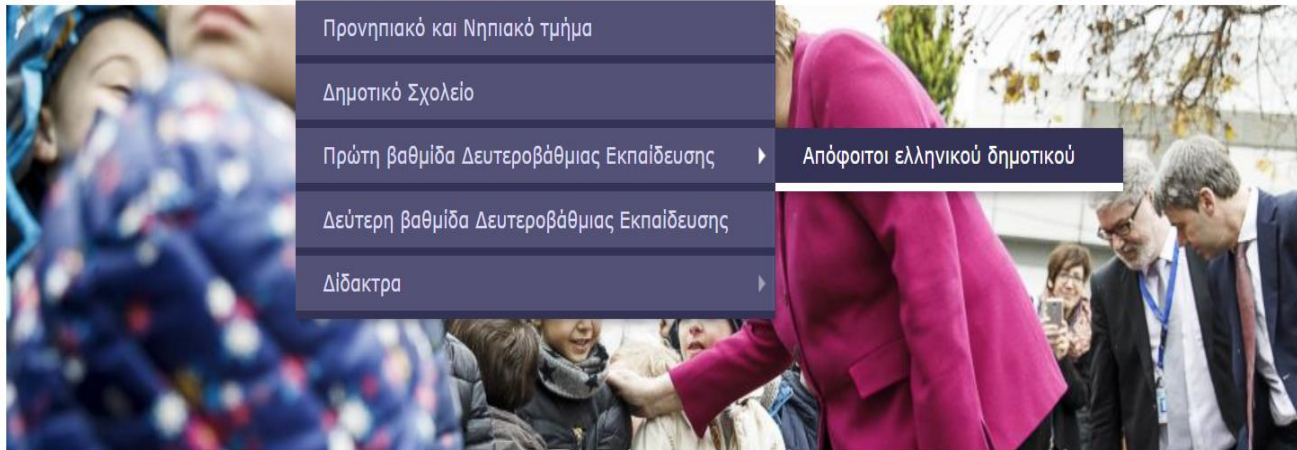 Προνηπιακό και Νηπιακό τμήμα
Δημοτικό Σχολείο
Πρώτη βαθμίδα Δευτεροβάθμιας Εκπαίδευσης
Απόφοιτοι ελληνικού δημοτικού
Δεύτερη βαθμίδα Δευτεροβάθμιας Εκπαίδευσης
Δίδακτρα